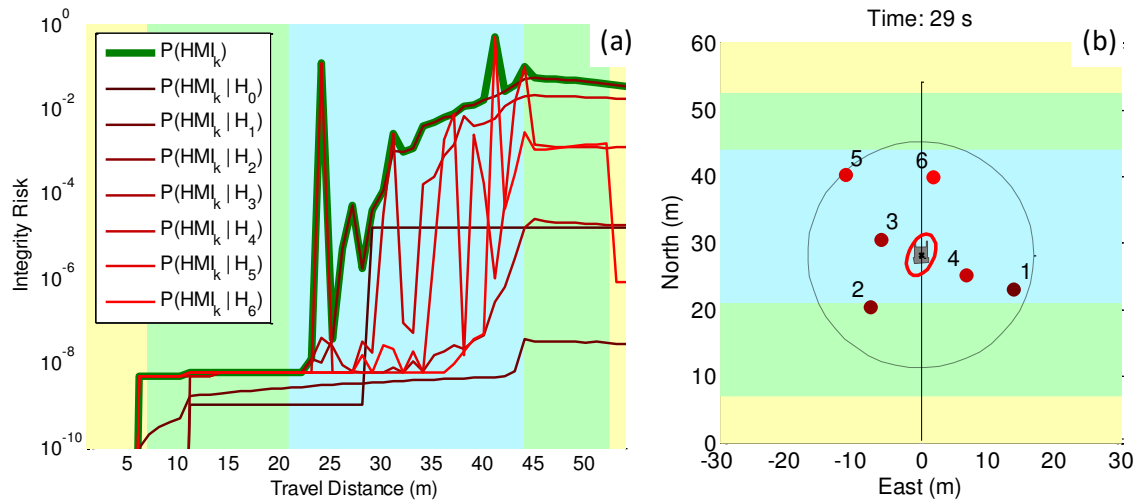 (a)
10^0
10^-2
10^-4
10^-6
10^-8
10^-10
Integrity Risk
P(HMI_k)
P(HMI_k | H_0)
P(HMI_k | H_1)
P(HMI_k | H_2)
P(HMI_k | H_3)
P(HMI_k | H_4)
P(HMI_k | H_5)
P(HMI_k | H_6)
5 10 15 20 25 30 35 40 45 50
Travel Distance (m)
Time: 29 s
(b)
60
50
40
30
20
10
0
North (m)
5
6
3
4
1
2
-30 -20 -10 0 10 20 30
East (m)